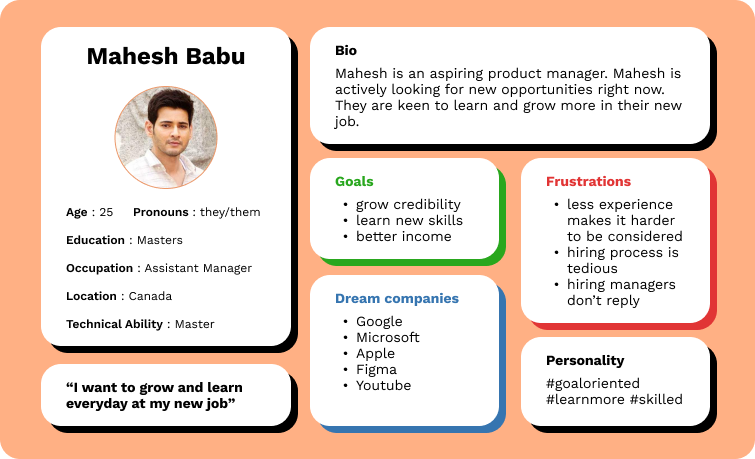 Mahesh Babu
Age : 25 Pronouns : they/them
Education : Masters
Occupation : Assistant Manager
Location : Canada
Technical Ability : Master
“I want to grow and learn
everyday at my new job”
Bio
Mahesh is an aspiring product manager. Mahesh is
actively looking for new opportunities right now.
They are keen to learn and grow more in their new
job.
Goals
• grow credibility
• learn new skills
• better income
Dream companies
• Google
• Microsoft
• Apple
• Figma
• Youtube
Frustrations
• less experience
makes it harder
to be considered
• hiring process is
tedious
• hiring managers
don’t reply
Personality
#goaloriented
#learnmore #skilled